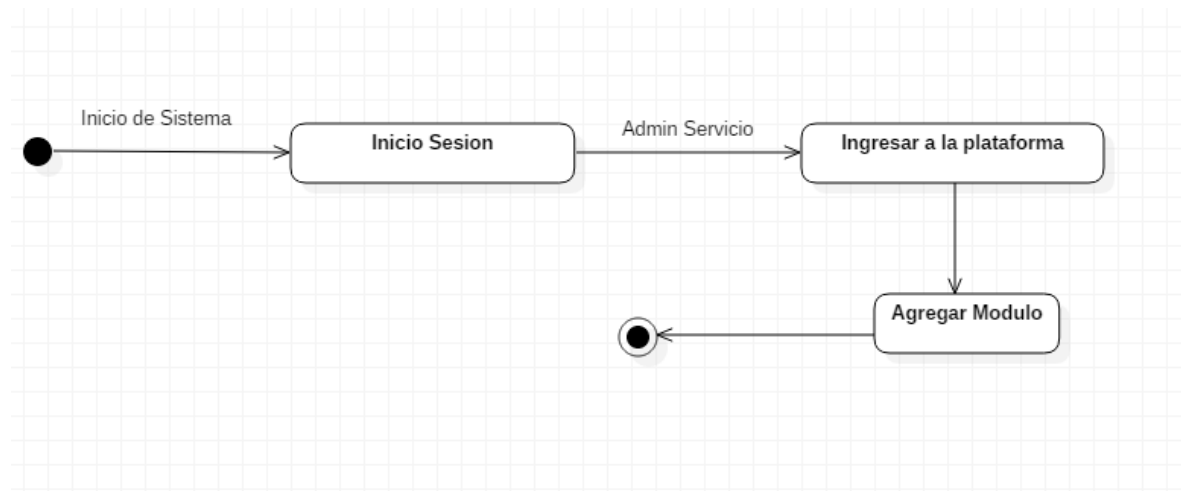 Inicio de Sistema
Inicio Sesion
Admin Servicio
Ingresar a la plataforma
Agregar Modulo